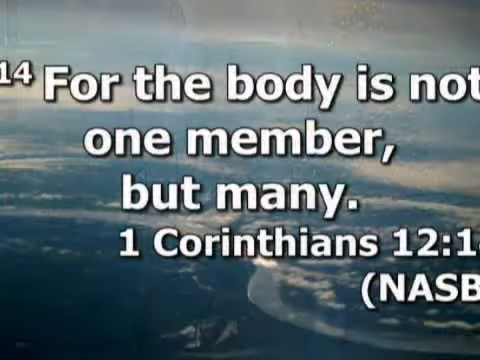 14 For the body is not
one member,
but many.
1 Corinthians 12:14
(NASB